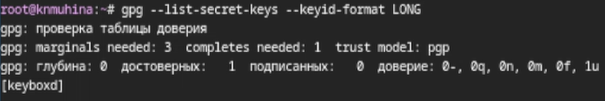 root@knmuhina:~# gpg --list-secret-keys --keyid-format LONG
gpg: проверка таблицы доверия
gpg: marginals needed: 3  completes needed: 1  trust model: pgp
gpg: глубина: 0  достоверных:   1  подписанных:   0  доверие: 0-, 0q, 0n, 0m, 0f, 1u
[keyboxd]